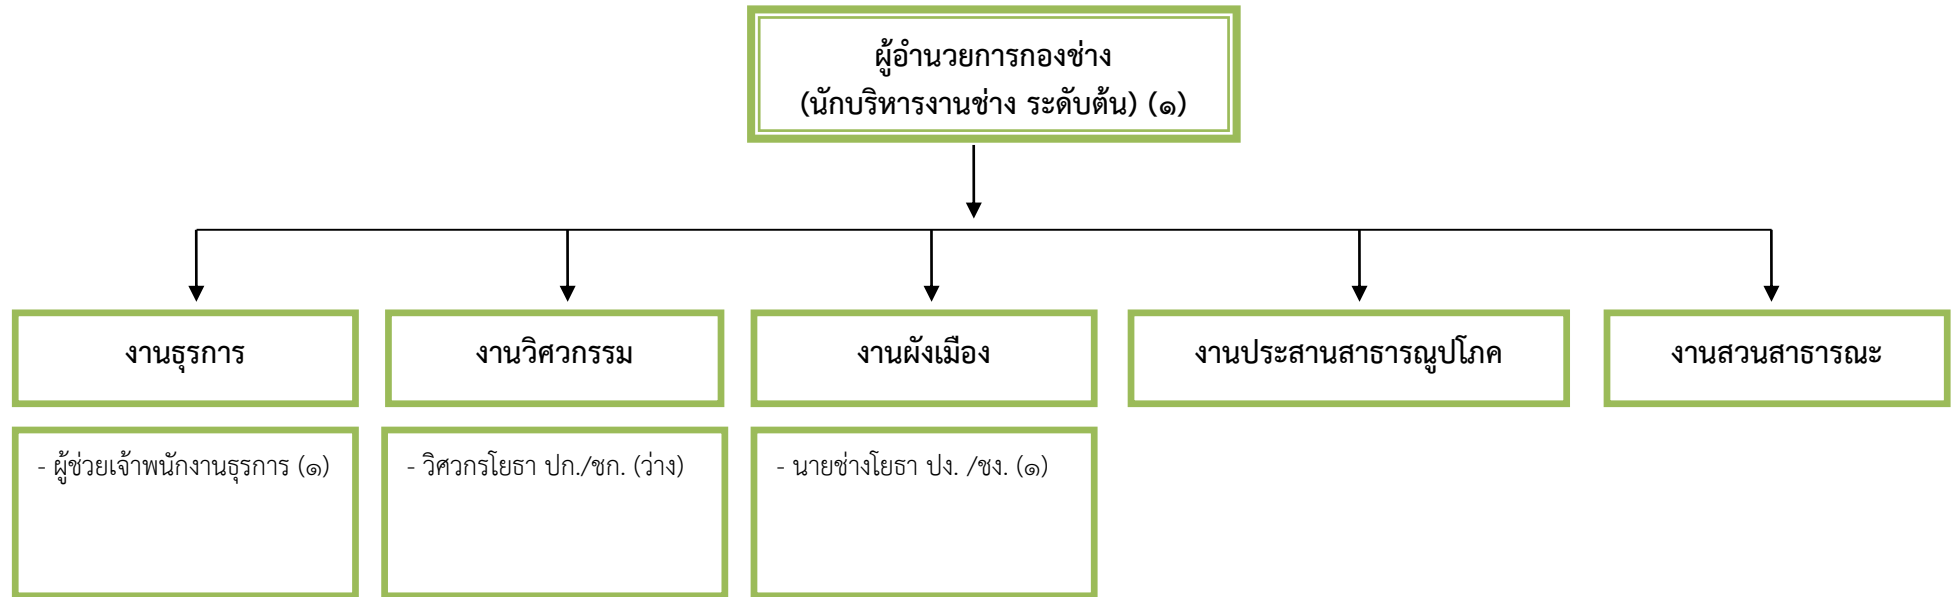 ผู้อำนวยการกองช่าง
(นักบริหารงานช่าง ระดับต้น) (๑)
งานธุรการ
งานวิศวกรรม
งานผังเมือง
งานประสานสาธารณูปโภค
งานสวนสาธารณะ
- ผู้ช่วยเจ้าพนักงานธุรการ (๑)
- วิศวกรโยธา ปก./ชก. (ว่าง)
- นายช่างโยธา ปง. /ชง. (๑)